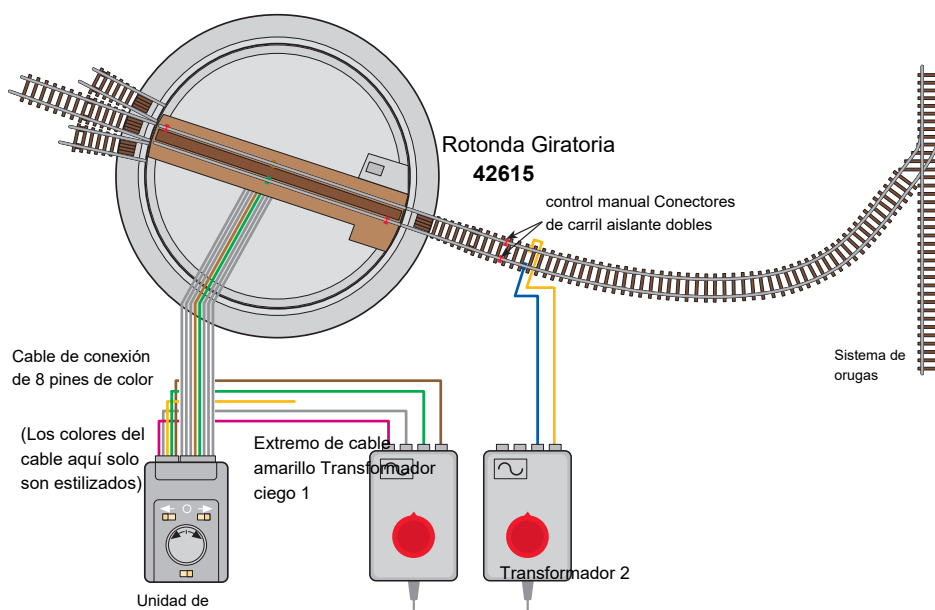 Rotonda Giratoria
42615
control manual Conectores
de carril aislante dobles
Sistema de
orugas
Cable de conexión
de 8 pines de color
(Los colores del
cable aquí solo
son estilizados)
Extremo de cable
amarillo Transformador
ciego 1
Transformador 2
Unidad de